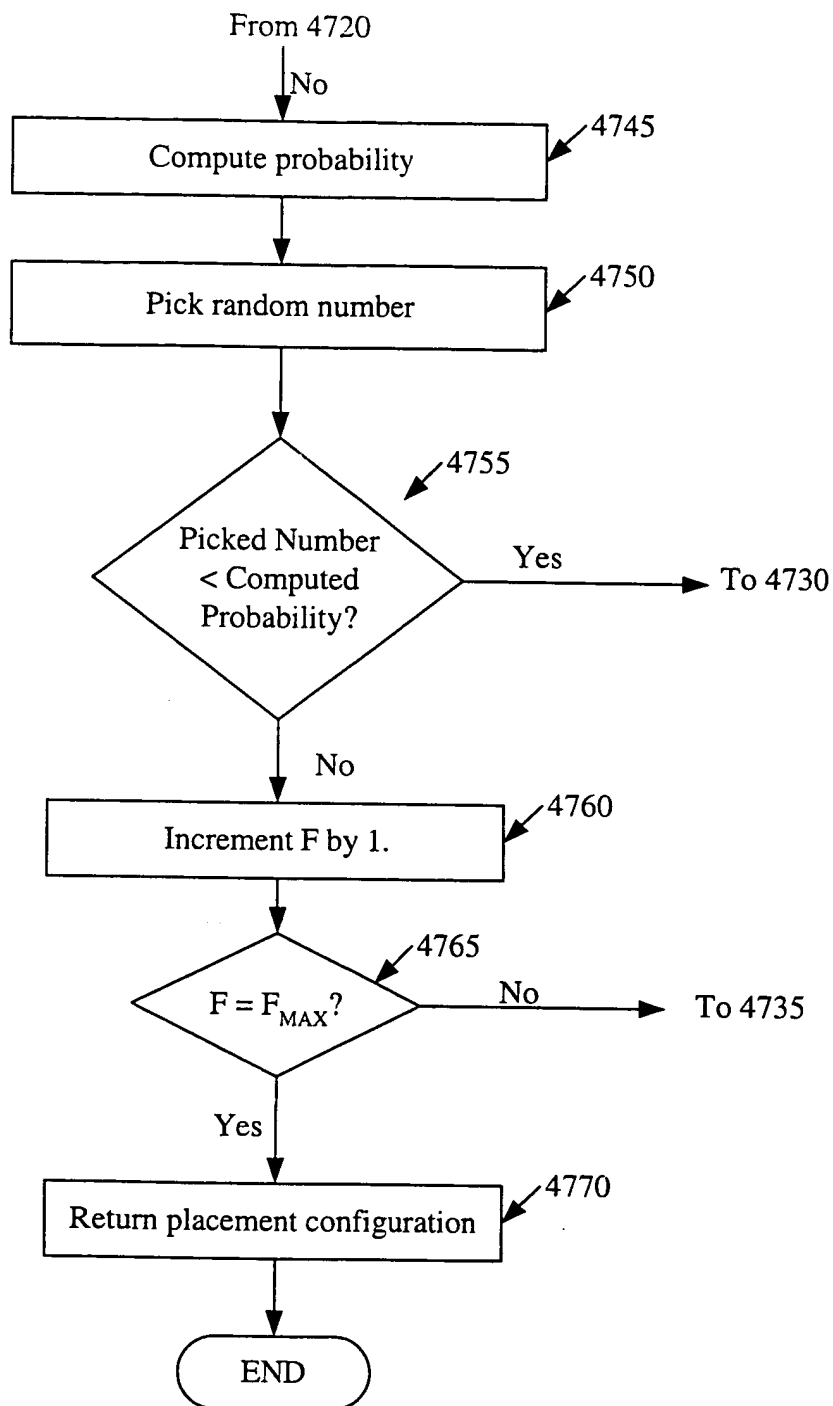 From 4720
No
Compute probability
4745
Pick random number
4750
4755
Picked Number
< Computed
Probability?
Yes
To 4730
No
Increment F by 1.
4760
4765
F = F_MAX?
No
To 4735
Yes
Return placement configuration
4770
END